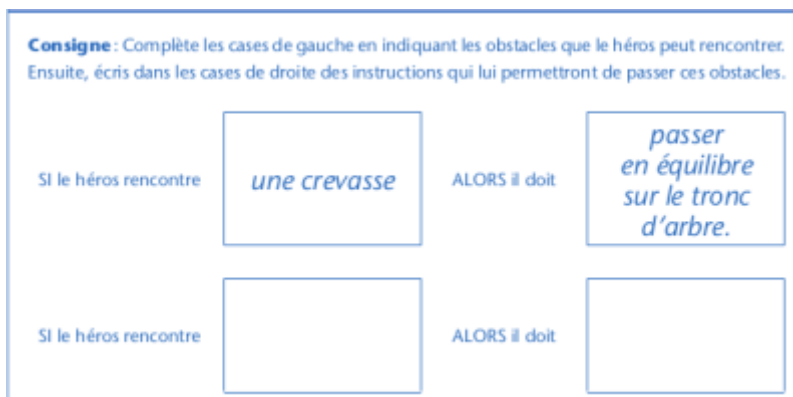 Consigne : Complète les cases de gauche en indiquant les obstacles que le héros peut rencontrer.
Ensuite, écris dans les cases de droite des instructions qui lui permettront de passer ces obstacles.
SI le héros rencontre
une crevasse
ALORS il doit
passer
en équilibre
sur le tronc
d'arbre.
SI le héros rencontre
ALORS il doit